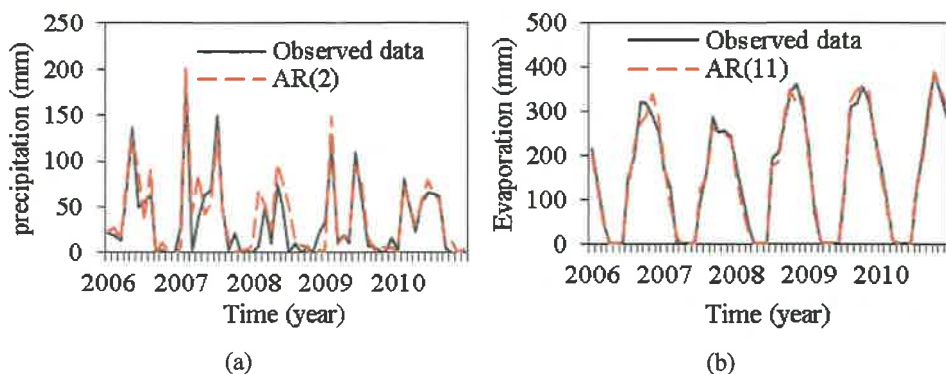 250
200
150
100
50
0
precipitation (mm)
Observed data
AR(2)
2006 2007 2008 2009 2010
Time (year)
(a)
500
400
300
200
100
0
Evaporation (mm)
Observed data
AR(11)
2006 2007 2008 2009 2010
Time (year)
(b)